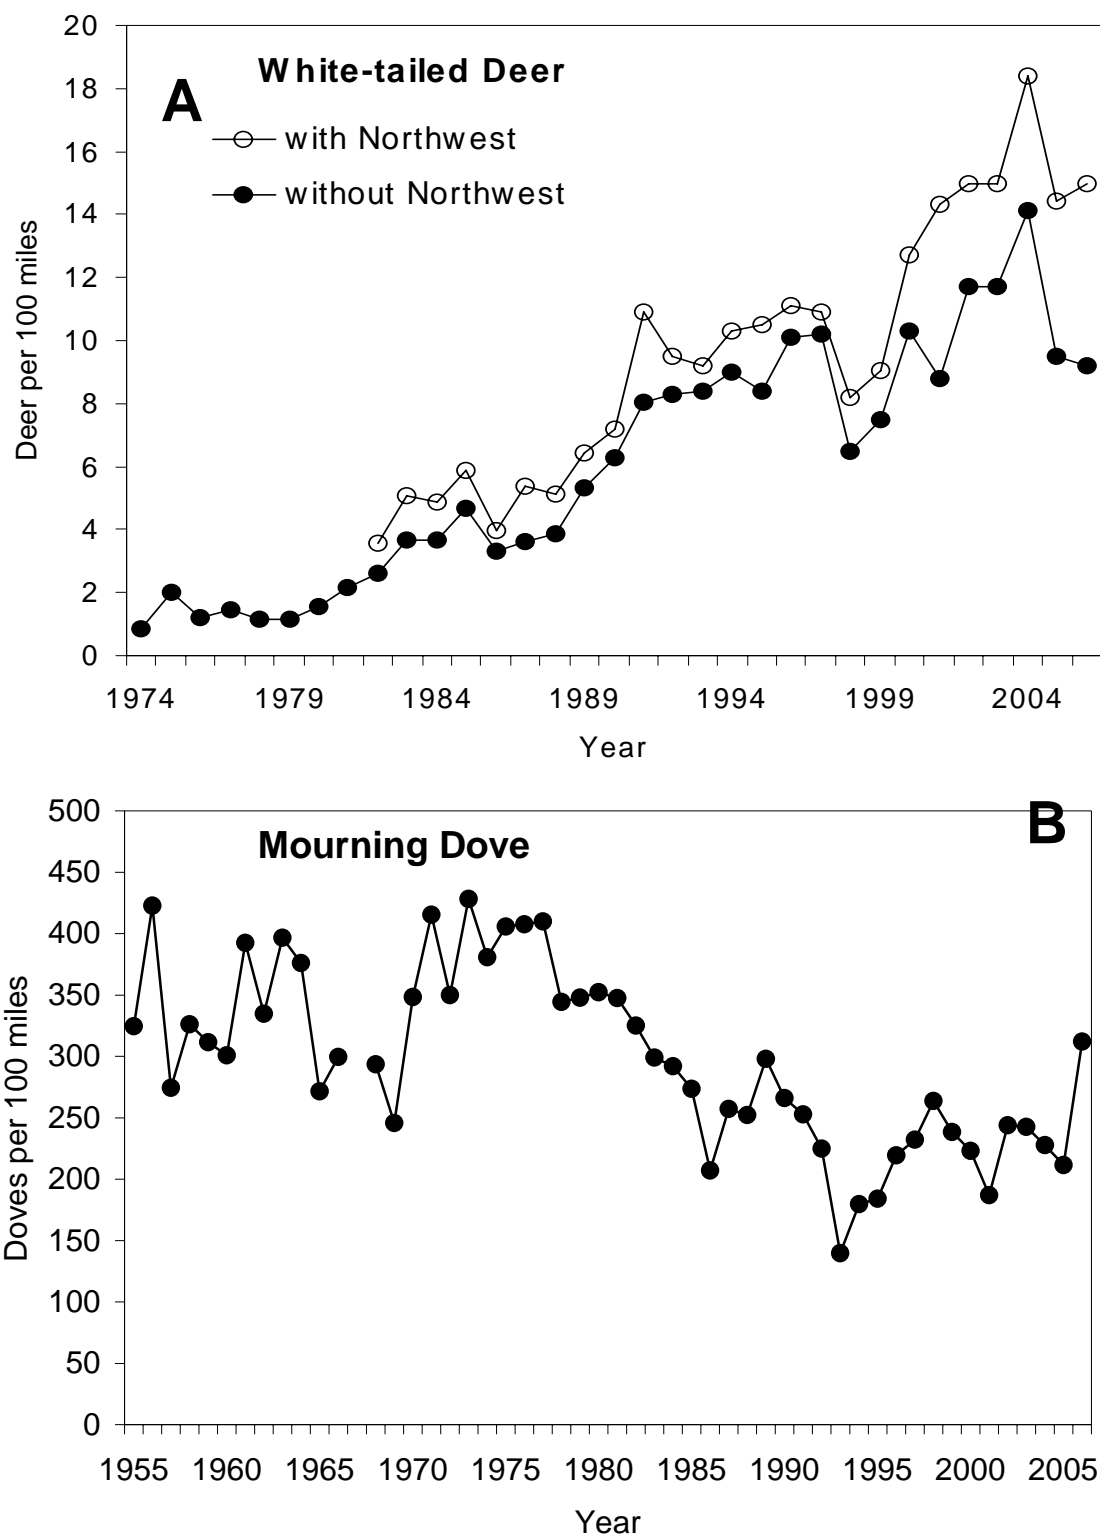 20
18
16
14
12
10
8
6
4
2
0
Deer per 100 miles
A
White-tailed Deer
with Northwest
without Northwest
1974 1979 1984 1989 1994 1999 2004
Year
500
450
400
350
300
250
200
150
100
50
0
Doves per 100 miles
Mourning Dove
B
1955 1960 1965 1970 1975 1980 1985 1990 1995 2000 2005
Year